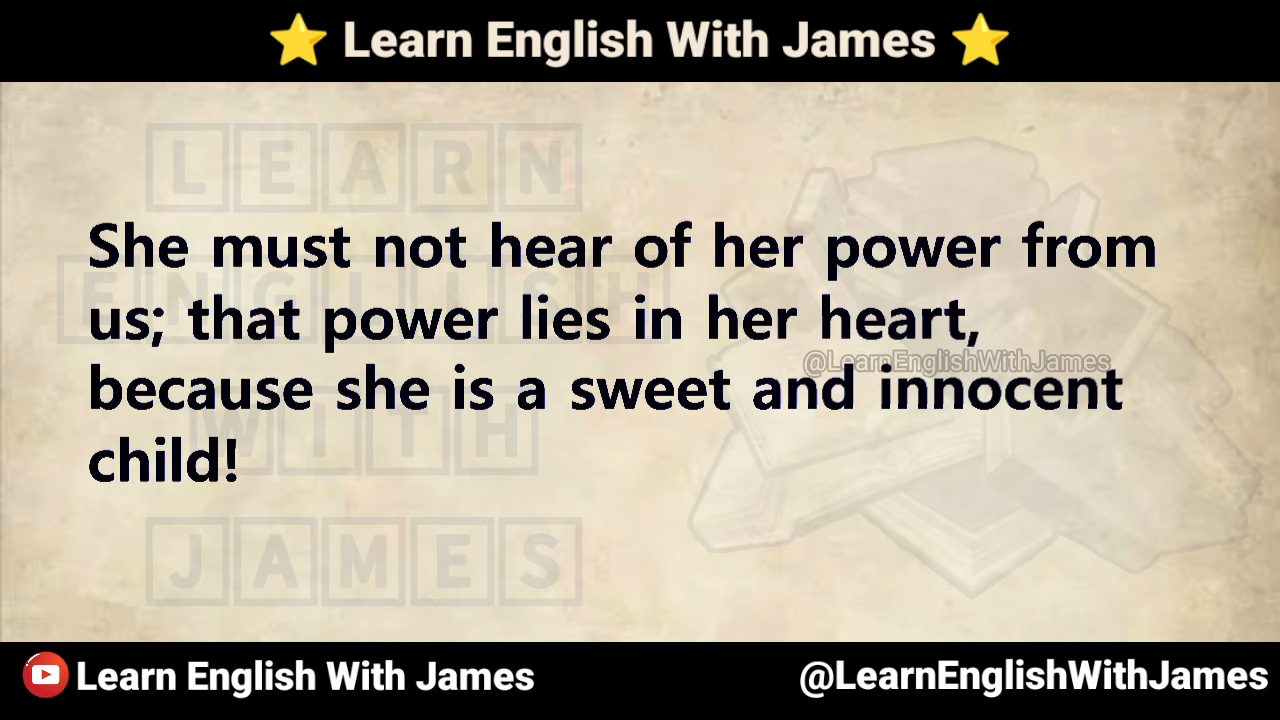 ⭐ Learn English With James ⭐
LEARN
She must not hear of her power from
ENGLISH
us; that power lies in her heart,
@LearnEnglishWithJames
because she is a sweet and innocent
WITH
child!
JAMES
Learn English With James
@LearnEnglishWithJames